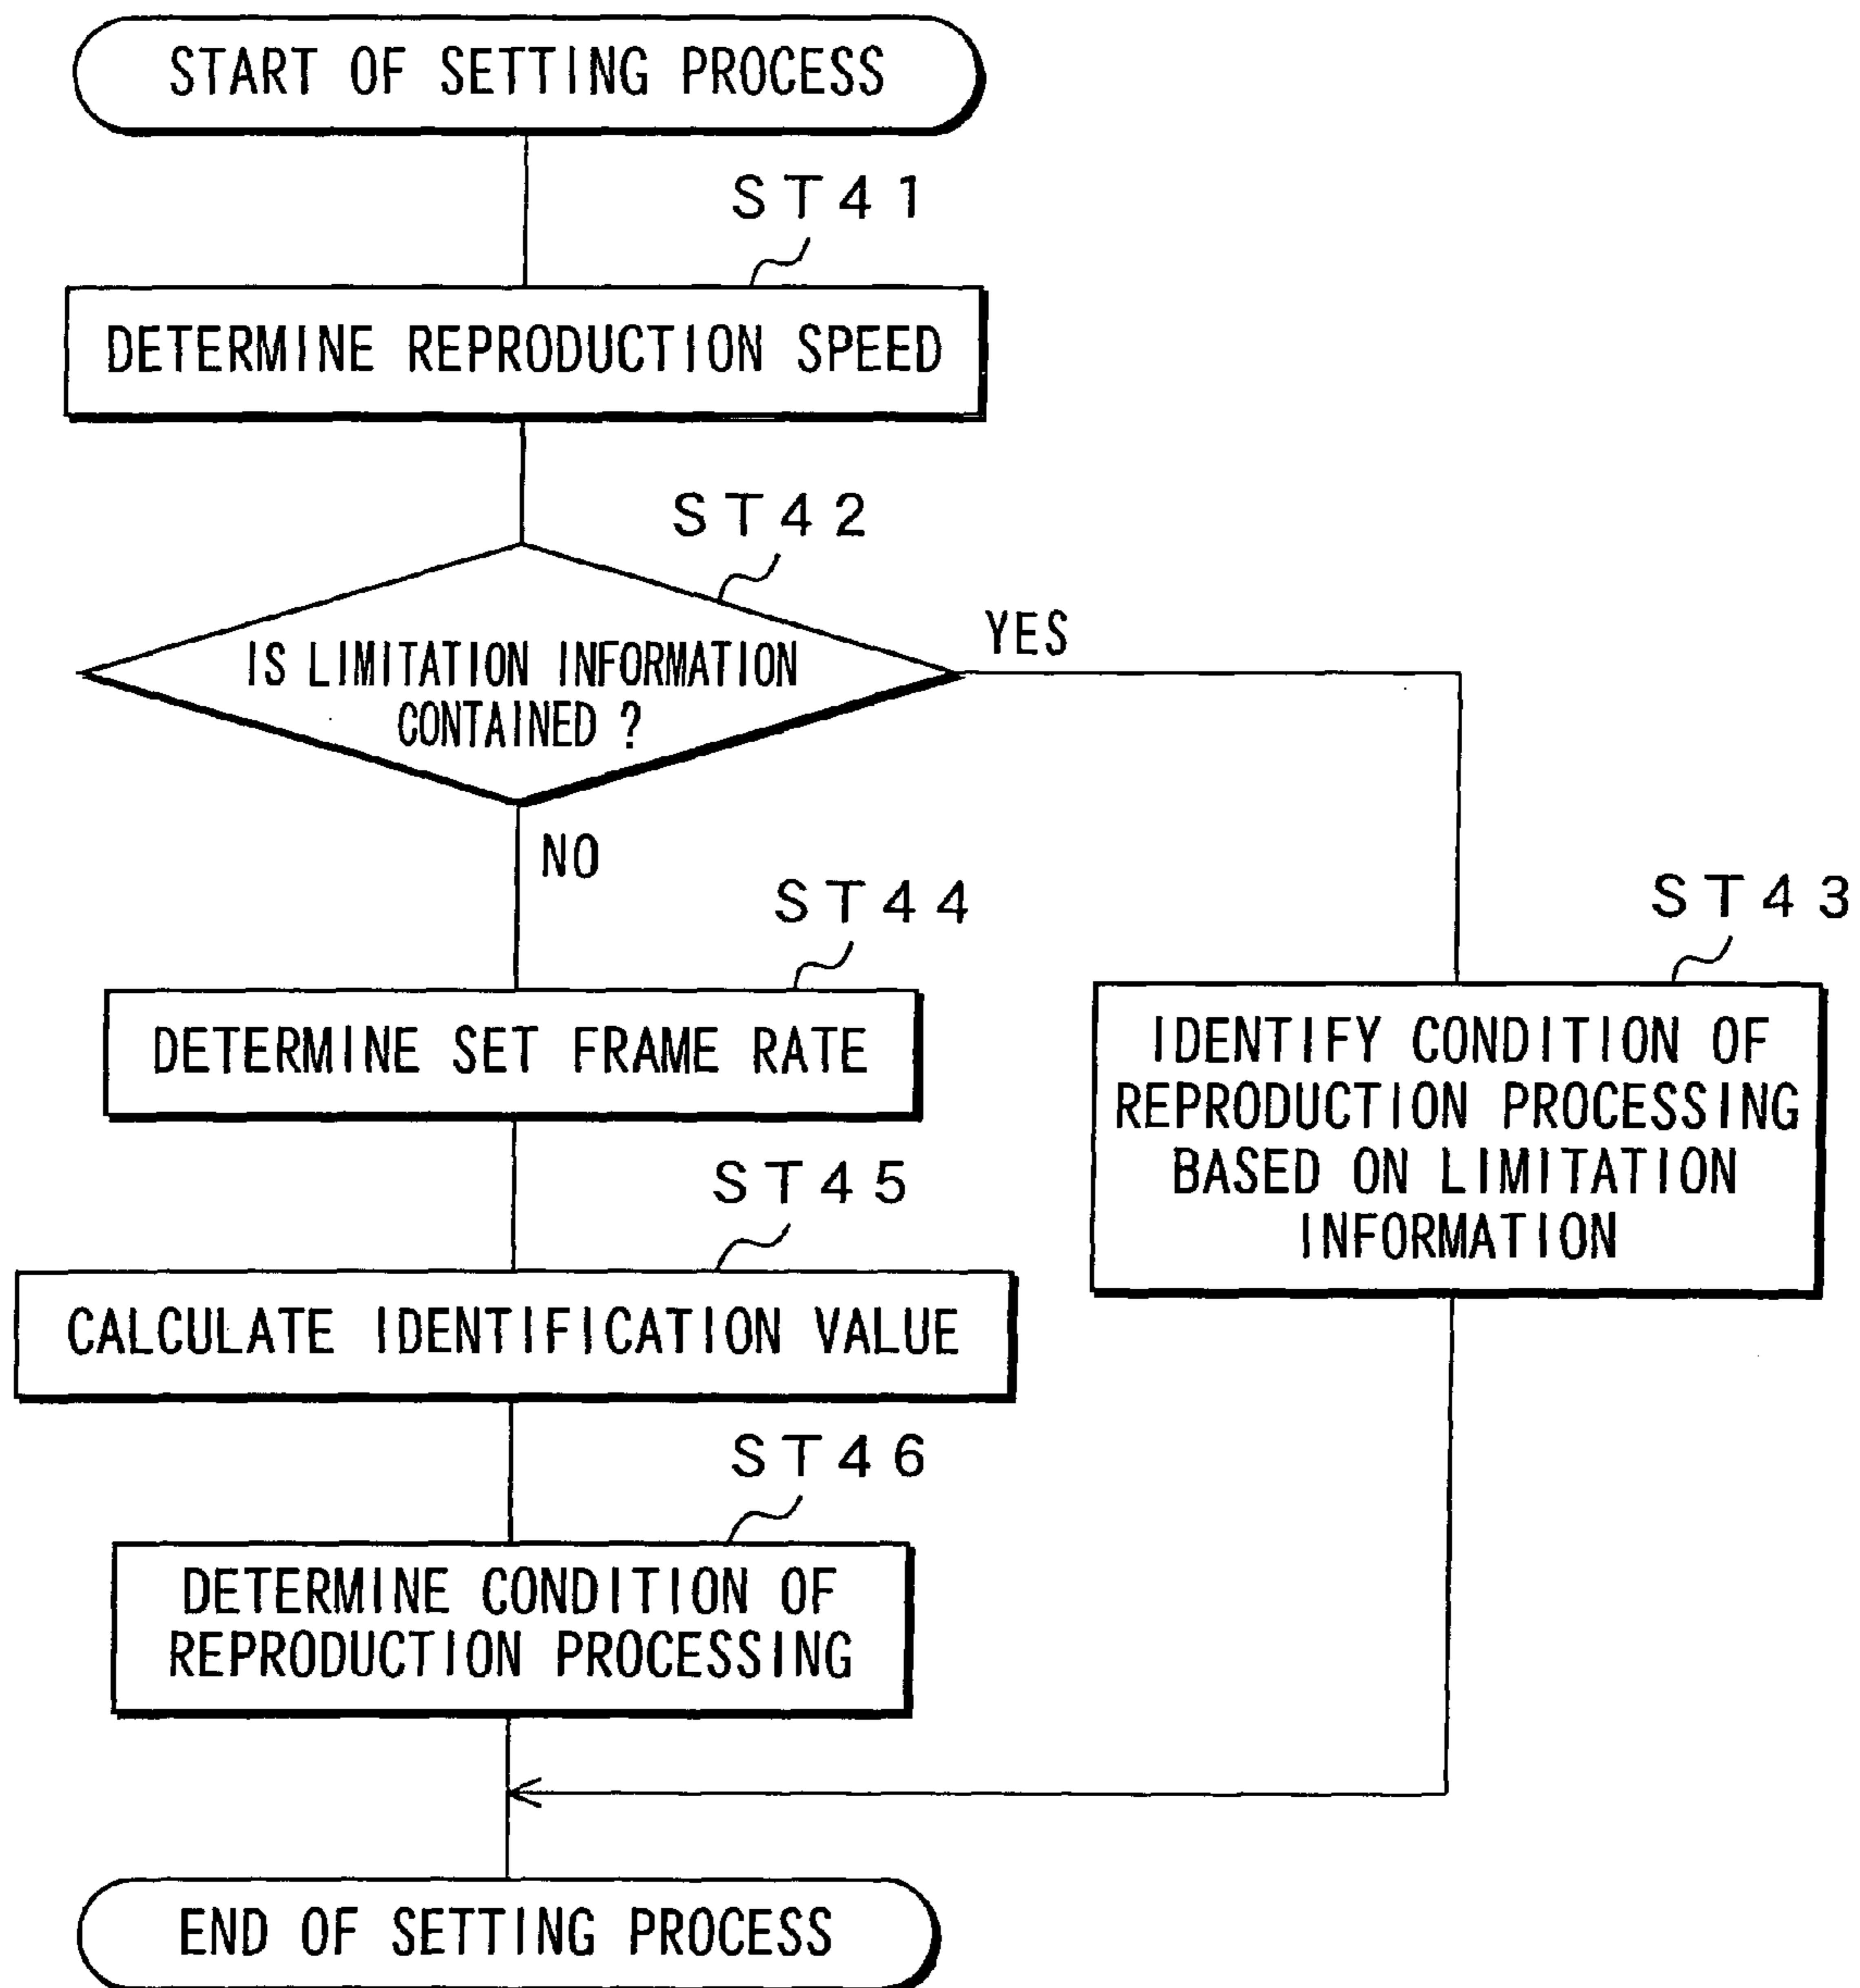 START OF SETTING PROCESS
ST41
DETERMINE REPRODUCTION SPEED
ST42
IS LIMITATION INFORMATION
CONTAINED ?
YES
NO
ST44
DETERMINE SET FRAME RATE
ST43
IDENTIFY CONDITION OF
REPRODUCTION PROCESSING
BASED ON LIMITATION
INFORMATION
ST45
CALCULATE IDENTIFICATION VALUE
ST46
DETERMINE CONDITION OF
REPRODUCTION PROCESSING
END OF SETTING PROCESS